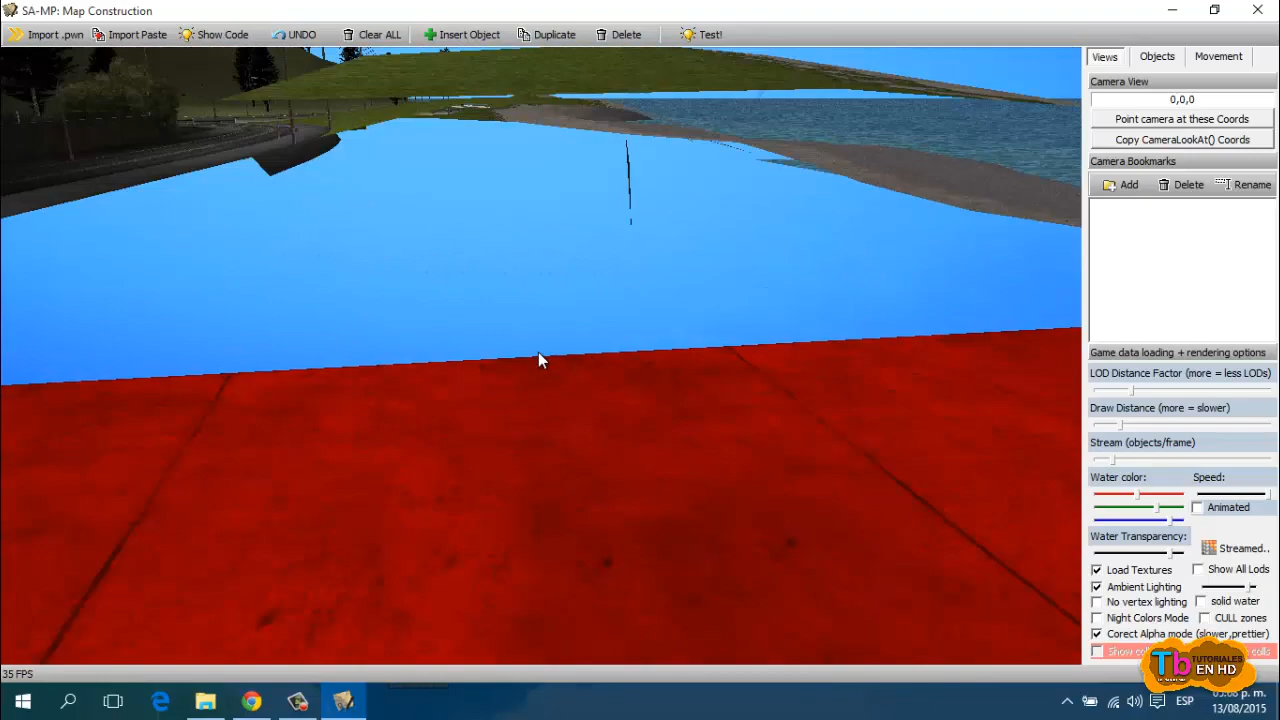 SA-MP: Map Construction
Import .pwn Import Paste Show Code UNDO Clear ALL Insert Object Duplicate Delete Test!
Views Objects Movement
Camera View
0,0,0
Point camera at these Coords
Copy CameraLookAt() Coords
Camera Bookmarks
Add Delete Rename
Game data loading + rendering options
LOD Distance Factor (more = less LODs)
Draw Distance (more = slower)
Stream (objects/frame)
Water color: Speed:
Animated
Water Transparency:
Streamed..
Load Textures Show All Lods
Ambient Lighting
No vertex lighting solid water
Night Colors Mode CULL zones
Corect Alpha mode (slower,prettier)
Tb TUTORIALES
EN HD
35 FPS
ESP
p.m.
13/08/2015